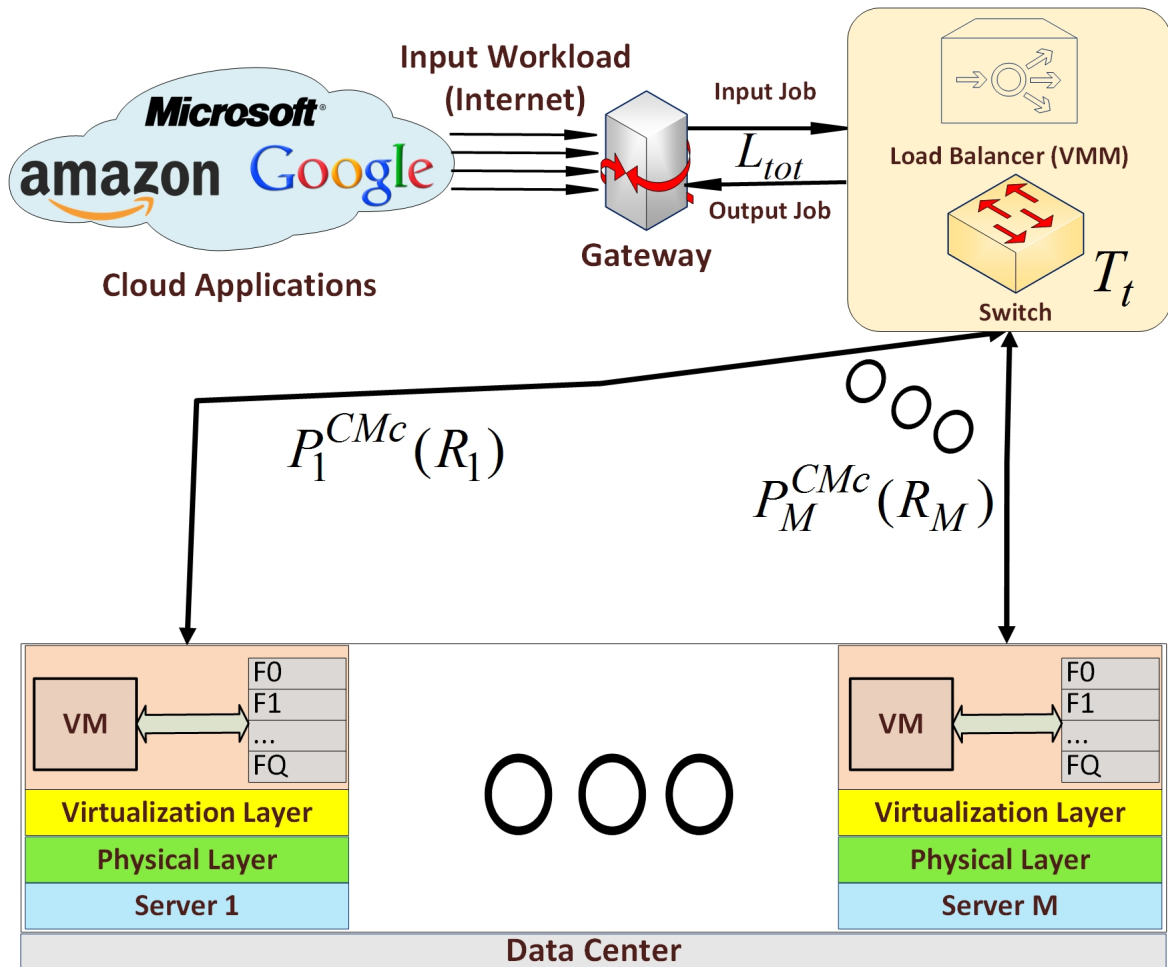 Microsoft
amazon
Google
Cloud Applications
Input Workload
(Internet)
Gateway
Input Job
L_{tot}
Output Job
Load Balancer (VMM)
Switch
T_t
P_1^{CMc}(R_1)
P_M^{CMc}(R_M)
VM
F0
F1
...
FQ
Virtualization Layer
Physical Layer
Server 1
VM
F0
F1
...
FQ
Virtualization Layer
Physical Layer
Server M
Data Center